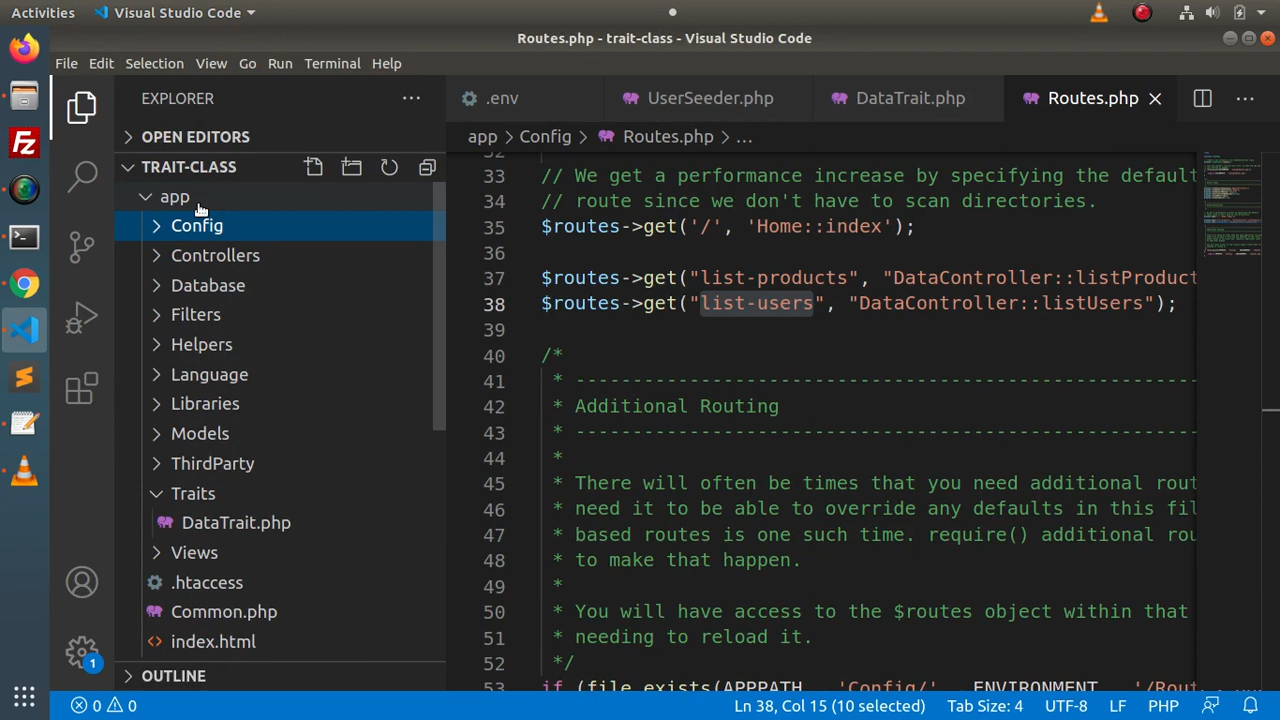 Activities
Visual Studio Code
Routes.php - trait-class - Visual Studio Code
File Edit Selection View Go Run Terminal Help
EXPLORER
OPEN EDITORS
TRAIT-CLASS
app
Config
Controllers
Database
Filters
Helpers
Language
Libraries
Models
ThirdParty
Traits
DataTrait.php
Views
.htaccess
Common.php
index.html
OUTLINE
1
.env
UserSeeder.php
DataTrait.php
Routes.php
app > Config > Routes.php > ...
33 // We get a performance increase by specifying the default
34 // route since we don't have to scan directories.
35 $routes->get('/', 'Home::index');
36
37 $routes->get("list-products", "DataController::listProduct
38 $routes->get("list-users", "DataController::listUsers");
39
40 /*
41 * --------------------------------------------------
42 * Additional Routing
43 * --------------------------------------------------
44 *
45 * There will often be times that you need additional rout
46 * need it to be able to override any defaults in this fil
47 * based routes is one such time. require() additional rou
48 * to make that happen.
49 *
50 * You will have access to the $routes object within that
51 * needing to reload it.
52 */
53 if (file_exists(APPPATH . 'Config/' . ENVIRONMENT . '/Rout
0 0
Ln 38, Col 15 (10 selected)
Tab Size: 4
UTF-8
LF
PHP